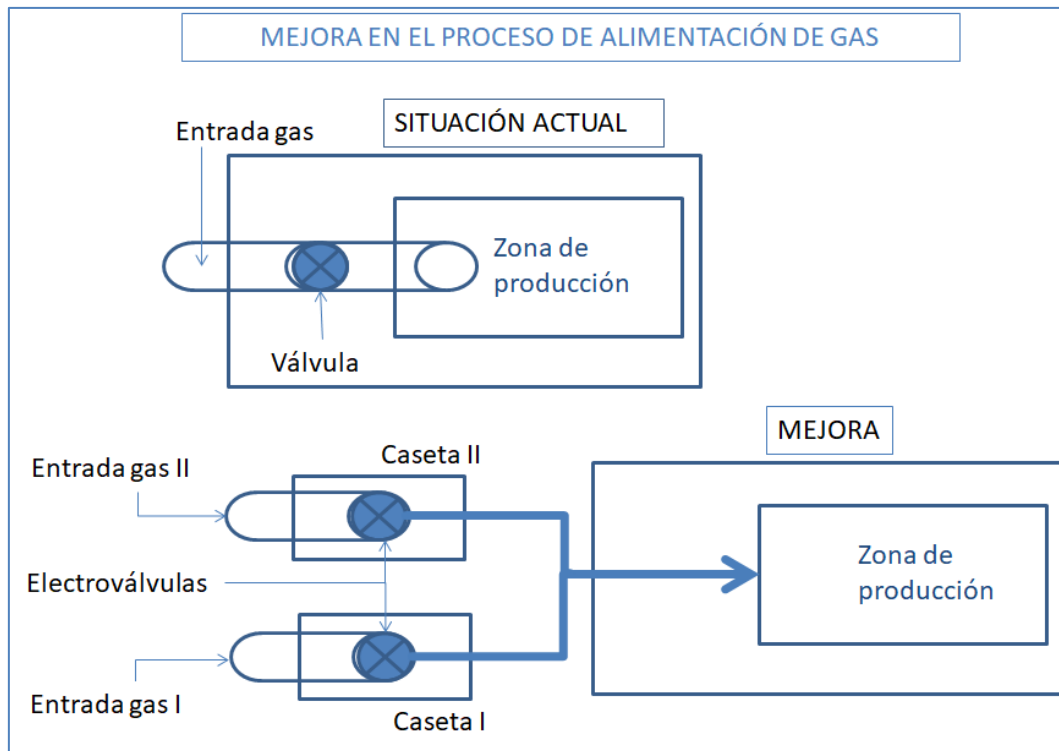 MEJORA EN EL PROCESO DE ALIMENTACIÓN DE GAS
SITUACIÓN ACTUAL
Entrada gas
Zona de
producción
Válvula
MEJORA
Caseta II
Entrada gas II
Electroválvulas
Zona de
producción
Entrada gas I
Caseta I